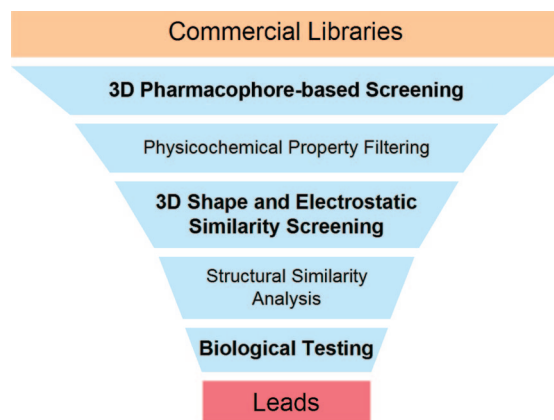 Commercial Libraries
3D Pharmacophore-based Screening
Physicochemical Property Filtering
3D Shape and Electrostatic
Similarity Screening
Structural Similarity
Analysis
Biological Testing
Leads